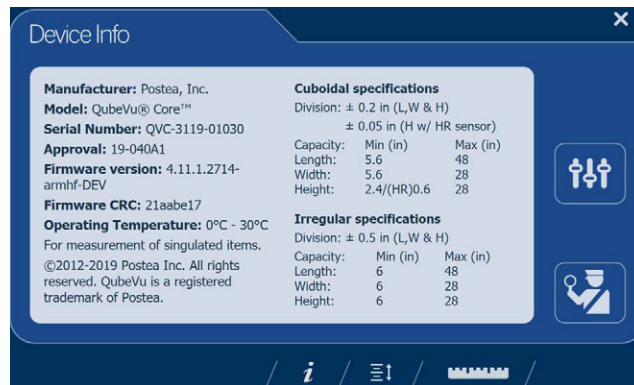 Device Info
Manufacturer: Postea, Inc.
Model: QubeVu® Core™
Serial Number: QVC-3119-01030
Approval: 19-040A1
Firmware version: 4.11.1.2714-
armhf-DEV
Firmware CRC: 21aabe17
Operating Temperature: 0°C - 30°C
For measurement of singulated items.
©2012-2019 Postea Inc. All rights
reserved. QubeVu is a registered
trademark of Postea.
Cuboidal specifications
Division: ± 0.2 in (L,W & H)
± 0.05 in (H w/ HR sensor)
Capacity: Min (in) Max (in)
Length: 5.6 48
Width: 5.6 28
Height: 2.4/(HR)0.6 28
Irregular specifications
Division: ± 0.5 in (L,W & H)
Capacity: Min (in) Max (in)
Length: 6 48
Width: 6 28
Height: 6 28